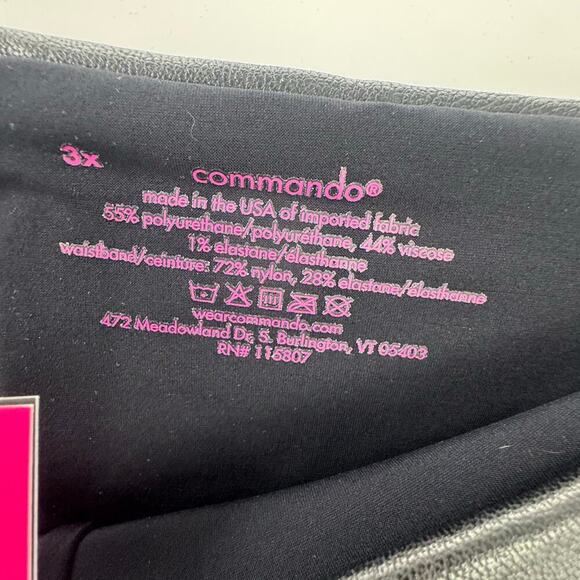 3x
commando®
made in the USA of imported fabric
55% polyurethane/polyuréthane, 44% viscose
1% elastane/élasthanne
waistband/ceinture: 72% nylon, 28% elastane/élasthanne
wearcommando.com
472 Meadowland Dr, S. Burlington, VT 05403
RN# 115807